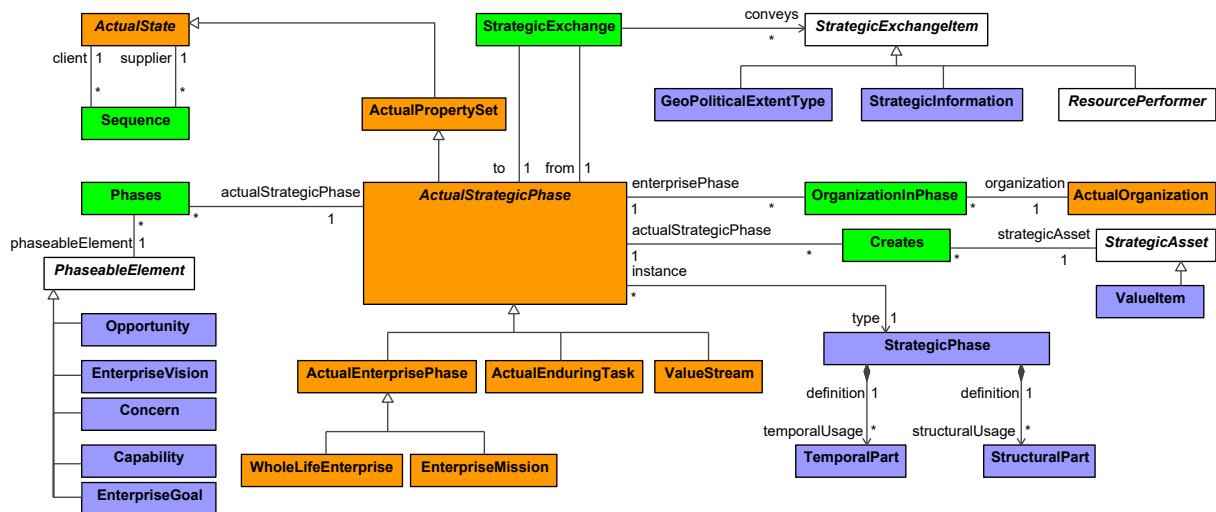 ActualState
client
1
supplier
1
*
*
Sequence
StrategicExchange
conveys
*
StrategicExchangeItem
GeoPoliticalExtentType
StrategicInformation
ResourcePerformer
ActualPropertySet
to
1
from
1
Phases
*
actualStrategicPhase
1
ActualStrategicPhase
enterprisePhase
1
*
OrganizationInPhase
*
organization
1
ActualOrganization
actualStrategicPhase
1
*
Creates
*
strategicAsset
1
StrategicAsset
ValueItem
instance
*
type
1
StrategicPhase
definition
1
definition
1
temporalUsage
*
structuralUsage
*
TemporalPart
StructuralPart
*
phaseableElement
1
PhaseableElement
Opportunity
EnterpriseVision
Concern
Capability
EnterpriseGoal
ActualEnterprisePhase
ActualEnduringTask
ValueStream
WholeLifeEnterprise
EnterpriseMission